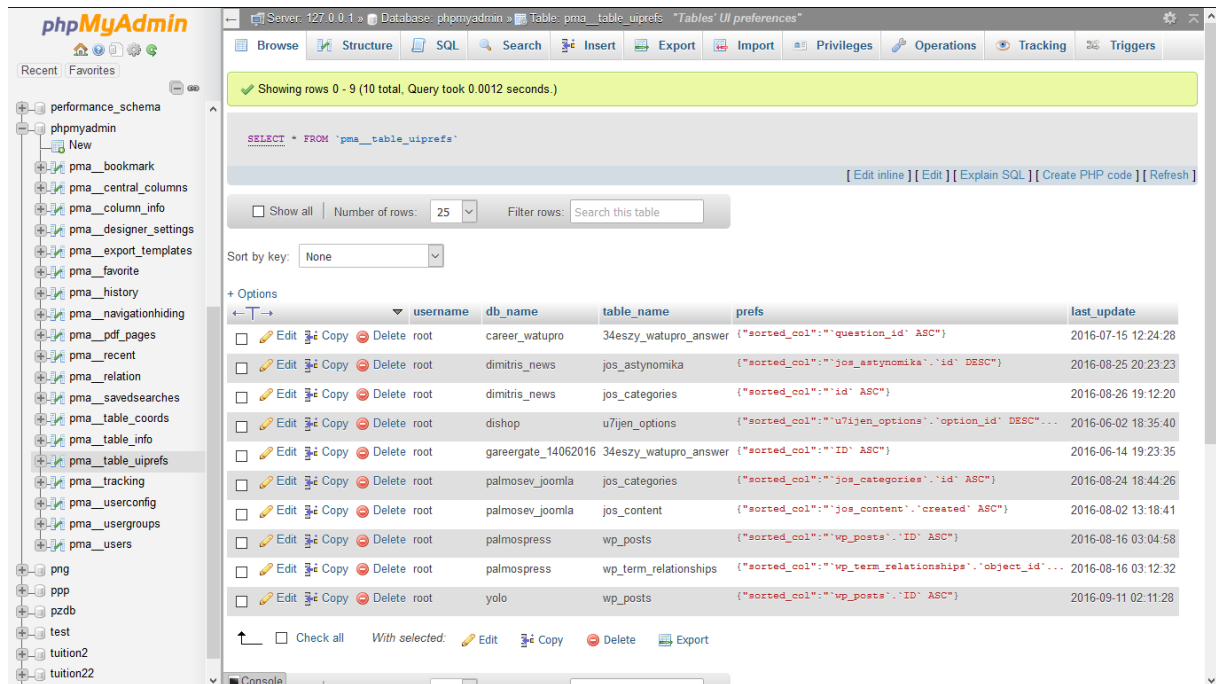 phpMyAdmin
Recent Favorites
performance_schema
phpmyadmin
New
pma__bookmark
pma__central_columns
pma__column_info
pma__designer_settings
pma__export_templates
pma__favorite
pma__history
pma__navigationhiding
pma__pdf_pages
pma__recent
pma__relation
pma__savedsearches
pma__table_coords
pma__table_info
pma__table_uiprefs
pma__tracking
pma__userconfig
pma__usergroups
pma__users
png
ppp
pzdb
test
tuition2
tuition22
Server: 127.0.0.1 » Database: phpmyadmin » Table: pma__table_uiprefs "Tables' UI preferences"
Browse Structure SQL Search Insert Export Import Privileges Operations Tracking Triggers
Showing rows 0 - 9 (10 total, Query took 0.0012 seconds.)
SELECT * FROM `pma__table_uiprefs`
[ Edit inline ] [ Edit ] [ Explain SQL ] [ Create PHP code ] [ Refresh ]
Show all Number of rows: 25 Filter rows: Search this table
Sort by key: None
+ Options
←T→ username db_name table_name prefs last_update
Edit Copy Delete root career_watupro 34eszy_watupro_answer {"sorted_col":"`question_id` ASC"} 2016-07-15 12:24:28
Edit Copy Delete root dimitris_news jos_astynomika {"sorted_col":"`jos_astynomika`.`id` DESC"} 2016-08-25 20:23:23
Edit Copy Delete root dimitris_news jos_categories {"sorted_col":"`id` ASC"} 2016-08-26 19:12:20
Edit Copy Delete root dishop u7ijen_options {"sorted_col":"`u7ijen_options`.`option_id` DESC"... 2016-06-02 18:35:40
Edit Copy Delete root gareergate_14062016 34eszy_watupro_answer {"sorted_col":"`ID` ASC"} 2016-06-14 19:23:35
Edit Copy Delete root palmosev_joomla jos_categories {"sorted_col":"`jos_categories`.`id` ASC"} 2016-08-24 18:44:26
Edit Copy Delete root palmosev_joomla jos_content {"sorted_col":"`jos_content`.`created` ASC"} 2016-08-02 13:18:41
Edit Copy Delete root palmospress wp_posts {"sorted_col":"`wp_posts`.`ID` ASC"} 2016-08-16 03:04:58
Edit Copy Delete root palmospress wp_term_relationships {"sorted_col":"`wp_term_relationships`.`object_id`... 2016-08-16 03:12:32
Edit Copy Delete root yolo wp_posts {"sorted_col":"`wp_posts`.`ID` ASC"} 2016-09-11 02:11:28
Check all With selected: Edit Copy Delete Export
Console